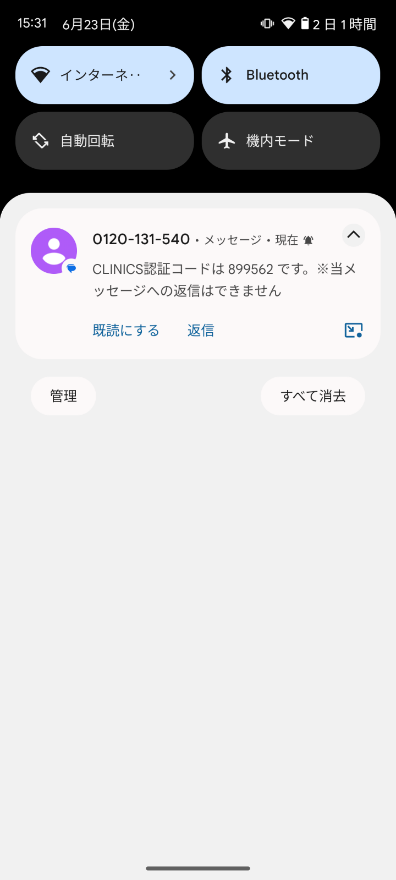 15:31 6月23日(金) 2 日 1 時間
インターネ‥ Bluetooth
自動回転 機内モード
0120-131-540 • メッセージ • 現在
CLINICS認証コードは 899562 です。※当メ
ッセージへの返信はできません
既読にする 返信
管理 すべて消去